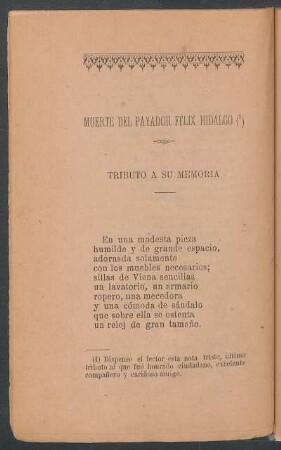 MUERTE DEL PAYADOR FÉLIX HIDALGO (¹)
TRIBUTO A SU MEMORIA
En una modesta pieza
humilde y de grande espacio,
adornada solamente
con los muebles necesarios;
sillas de Viena sencillas
un lavatorio, un armario
ropero, una mecedora
y una cómoda de sándalo
que sobre ella se ostenta
un reloj de gran tamaño.
(1) Dispense el lector esta nota triste, último
tributo al que fué honrado ciudadano, excelente
compañero y cariñoso amigo.